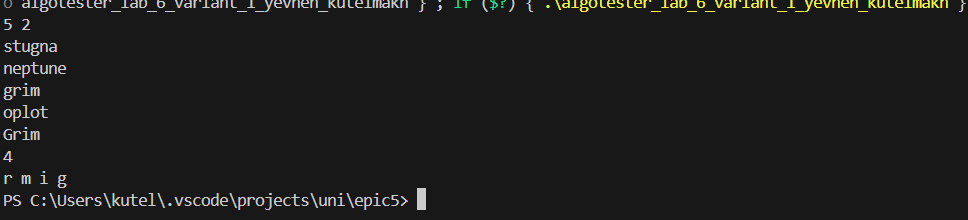 o algotester_lab_6_variant_1_yevhen_kutelmakh } ; if ($?) { .\algotester_lab_6_variant_1_yevhen_kutelmakh }
5 2
stugna
neptune
grim
oplot
Grim
4
r m i g
PS C:\Users\kutel\.vscode\projects\uni\epic5>